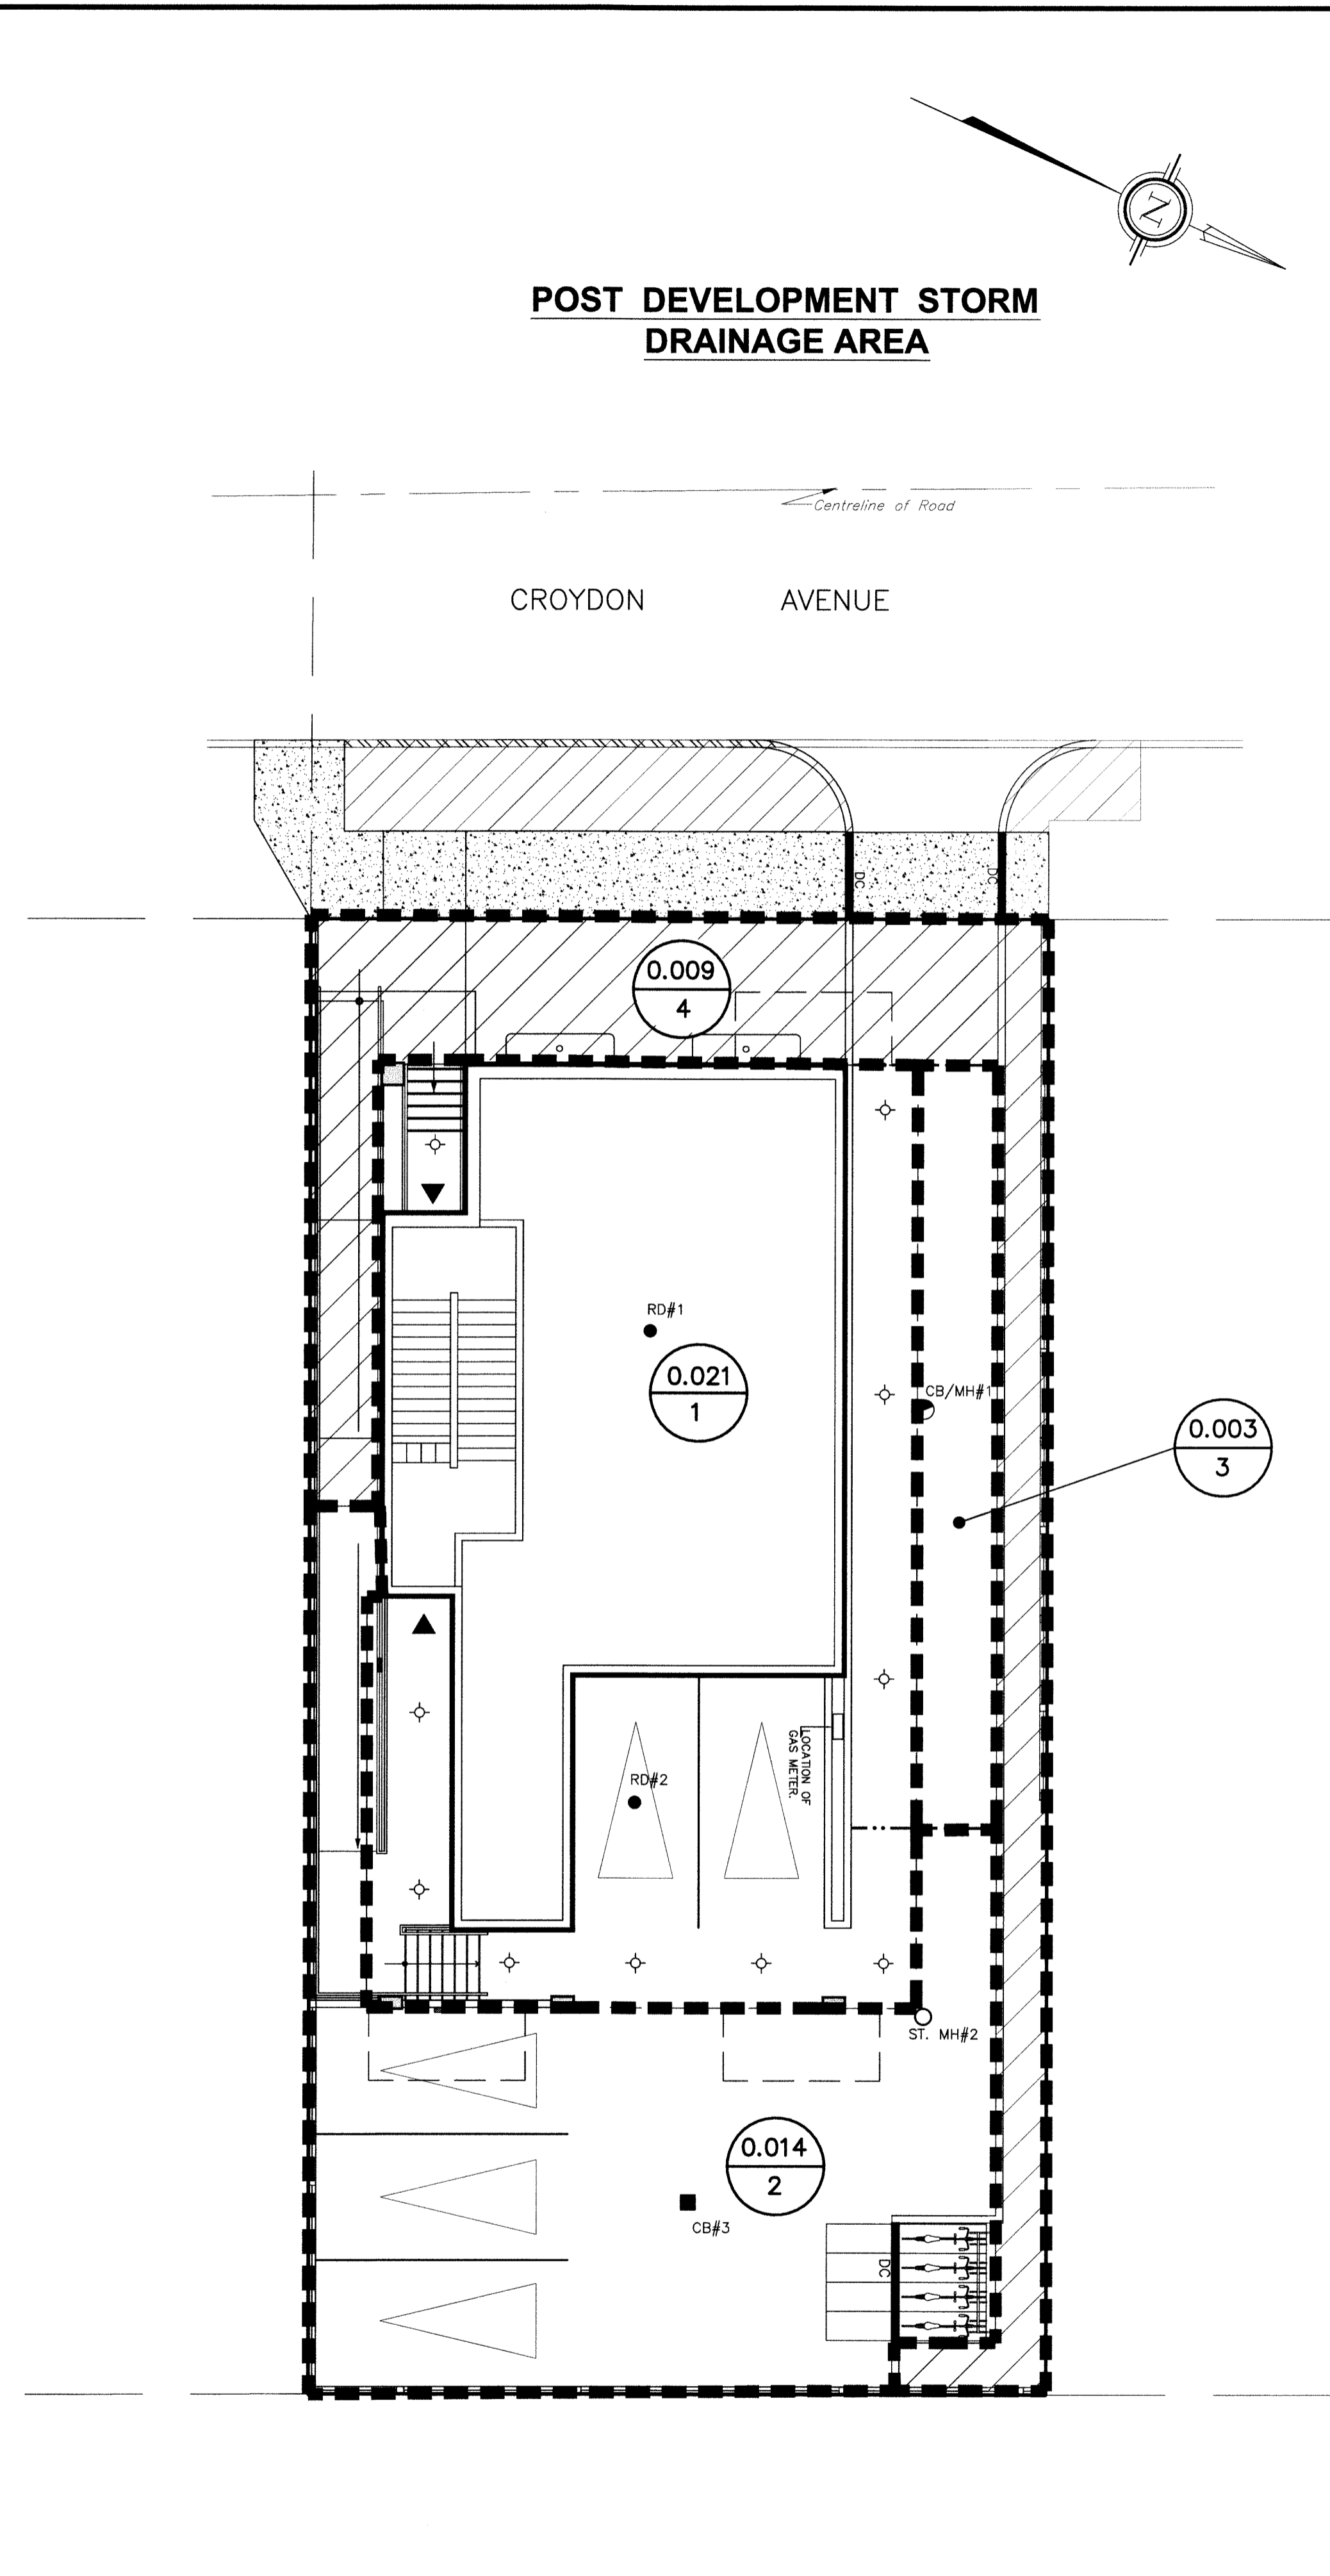 N
POST DEVELOPMENT STORM
DRAINAGE AREA
Centreline of Road
CROYDON AVENUE
DC
DC
0.009
4
RD#1
0.021
1
CB/MH#1
0.003
3
LOCATION OF
GAS METER.
RD#2
ST. MH#2
0.014
2
CB#3
DC